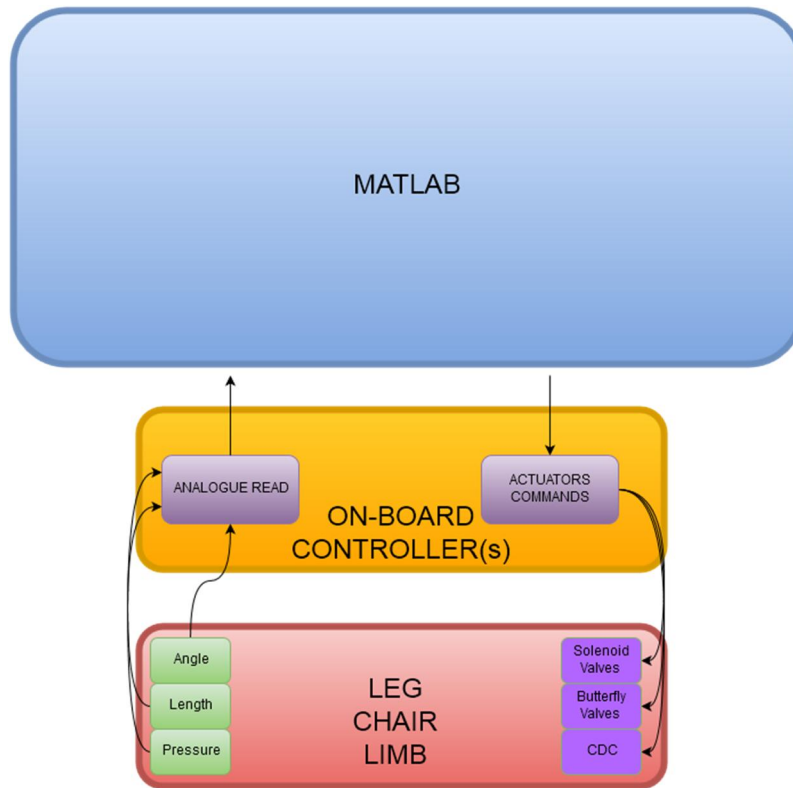 MATLAB
ANALOGUE READ
ACTUATORS
COMMANDS
ON-BOARD
CONTROLLER(s)
Angle
Length
Pressure
LEG
CHAIR
LIMB
Solenoid
Valves
Butterfly
Valves
CDC